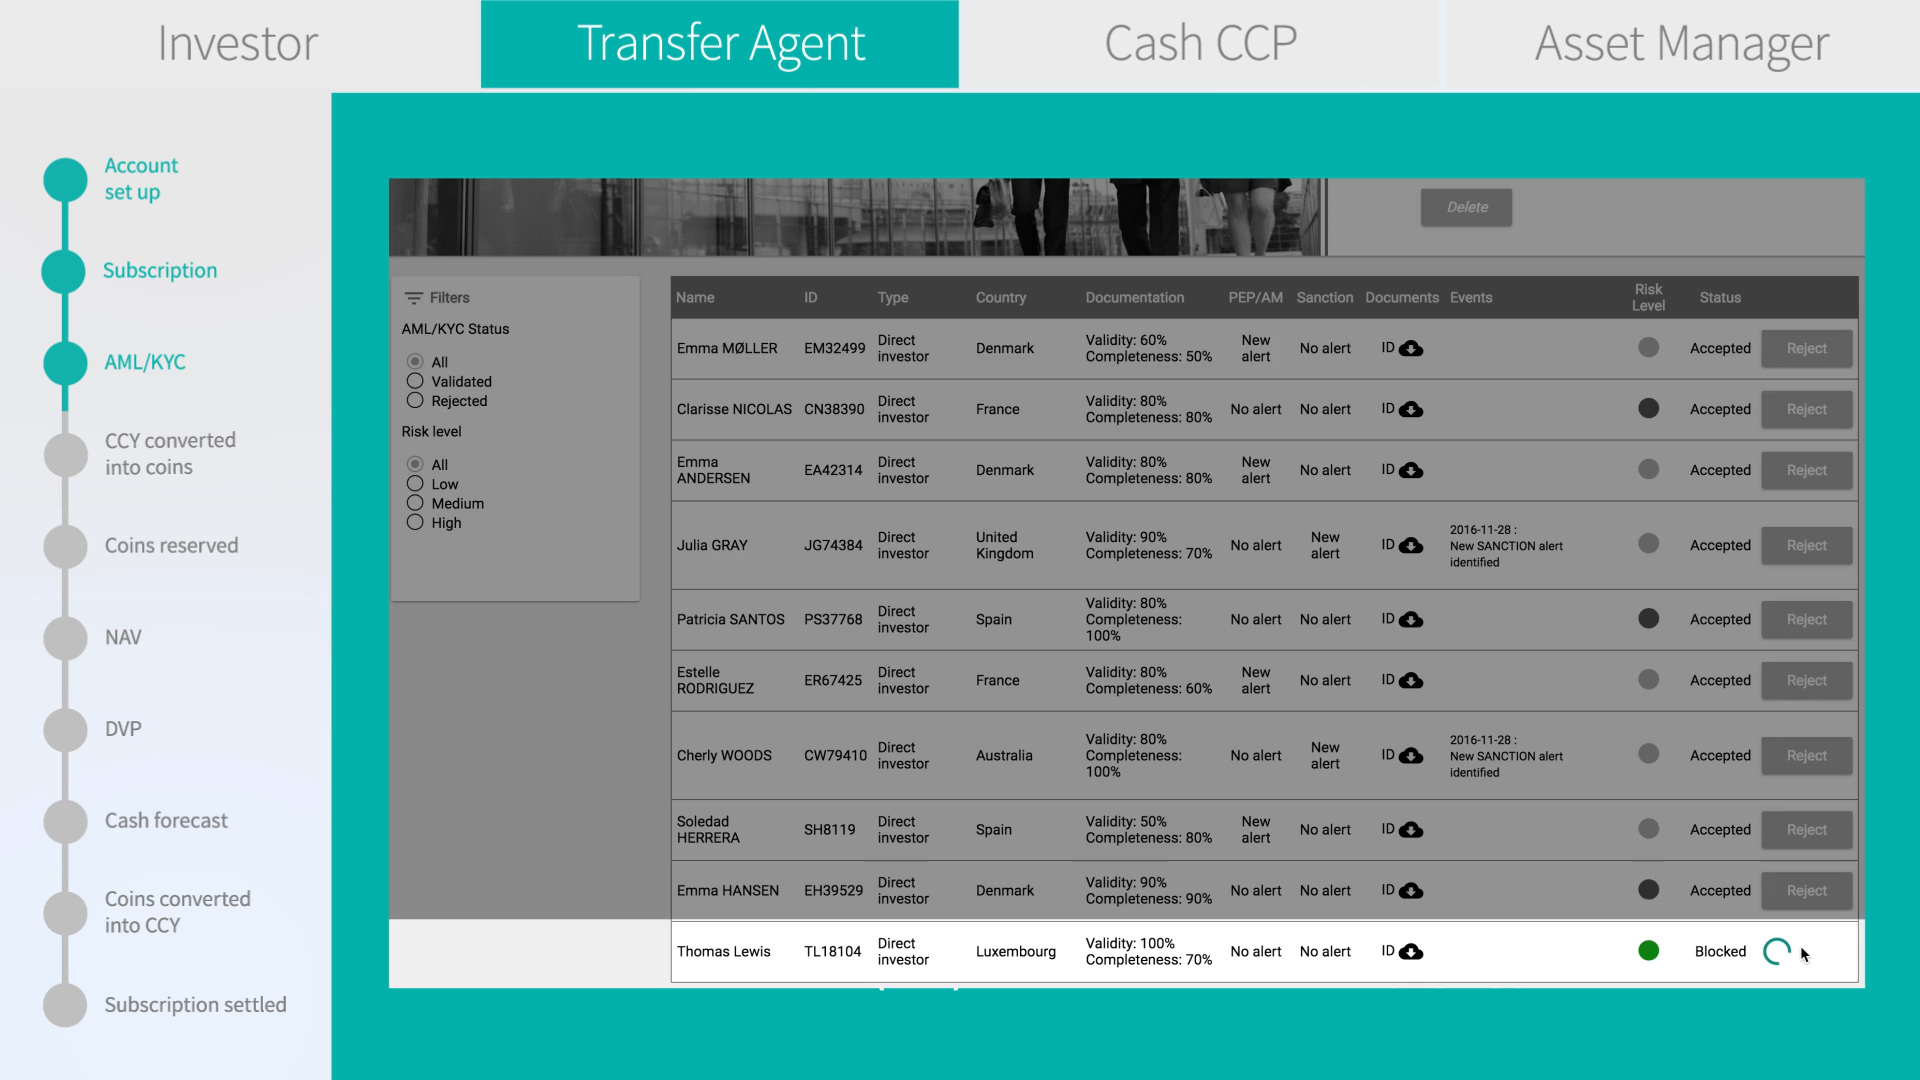 Investor
Transfer Agent
Cash CCP
Asset Manager
Account
set up
Subscription
AML/KYC
CCY converted
into coins
Coins reserved
NAV
DVP
Cash forecast
Coins converted
into CCY
Subscription settled
Delete
Filters
AML/KYC Status
All
Validated
Rejected
Risk level
All
Low
Medium
High
Name ID Type Country Documentation PEP/AM Sanction Documents Events Risk Level Status
Emma MØLLER EM32499 Direct investor Denmark Validity: 60% Completeness: 50% New alert No alert ID Accepted Reject
Clarisse NICOLAS CN38390 Direct investor France Validity: 80% Completeness: 80% No alert No alert ID Accepted Reject
Emma ANDERSEN EA42314 Direct investor Denmark Validity: 80% Completeness: 80% New alert No alert ID Accepted Reject
Julia GRAY JG74384 Direct investor United Kingdom Validity: 90% Completeness: 70% No alert New alert ID 2016-11-28 : New SANCTION alert identified Accepted Reject
Patricia SANTOS PS37768 Direct investor Spain Validity: 80% Completeness: 100% No alert No alert ID Accepted Reject
Estelle RODRIGUEZ ER67425 Direct investor France Validity: 80% Completeness: 60% New alert No alert ID Accepted Reject
Cherly WOODS CW79410 Direct investor Australia Validity: 80% Completeness: 100% No alert New alert ID 2016-11-28 : New SANCTION alert identified Accepted Reject
Soledad HERRERA SH8119 Direct investor Spain Validity: 50% Completeness: 80% New alert No alert ID Accepted Reject
Emma HANSEN EH39529 Direct investor Denmark Validity: 90% Completeness: 90% No alert No alert ID Accepted Reject
Thomas Lewis TL18104 Direct investor Luxembourg Validity: 100% Completeness: 70% No alert No alert ID Blocked